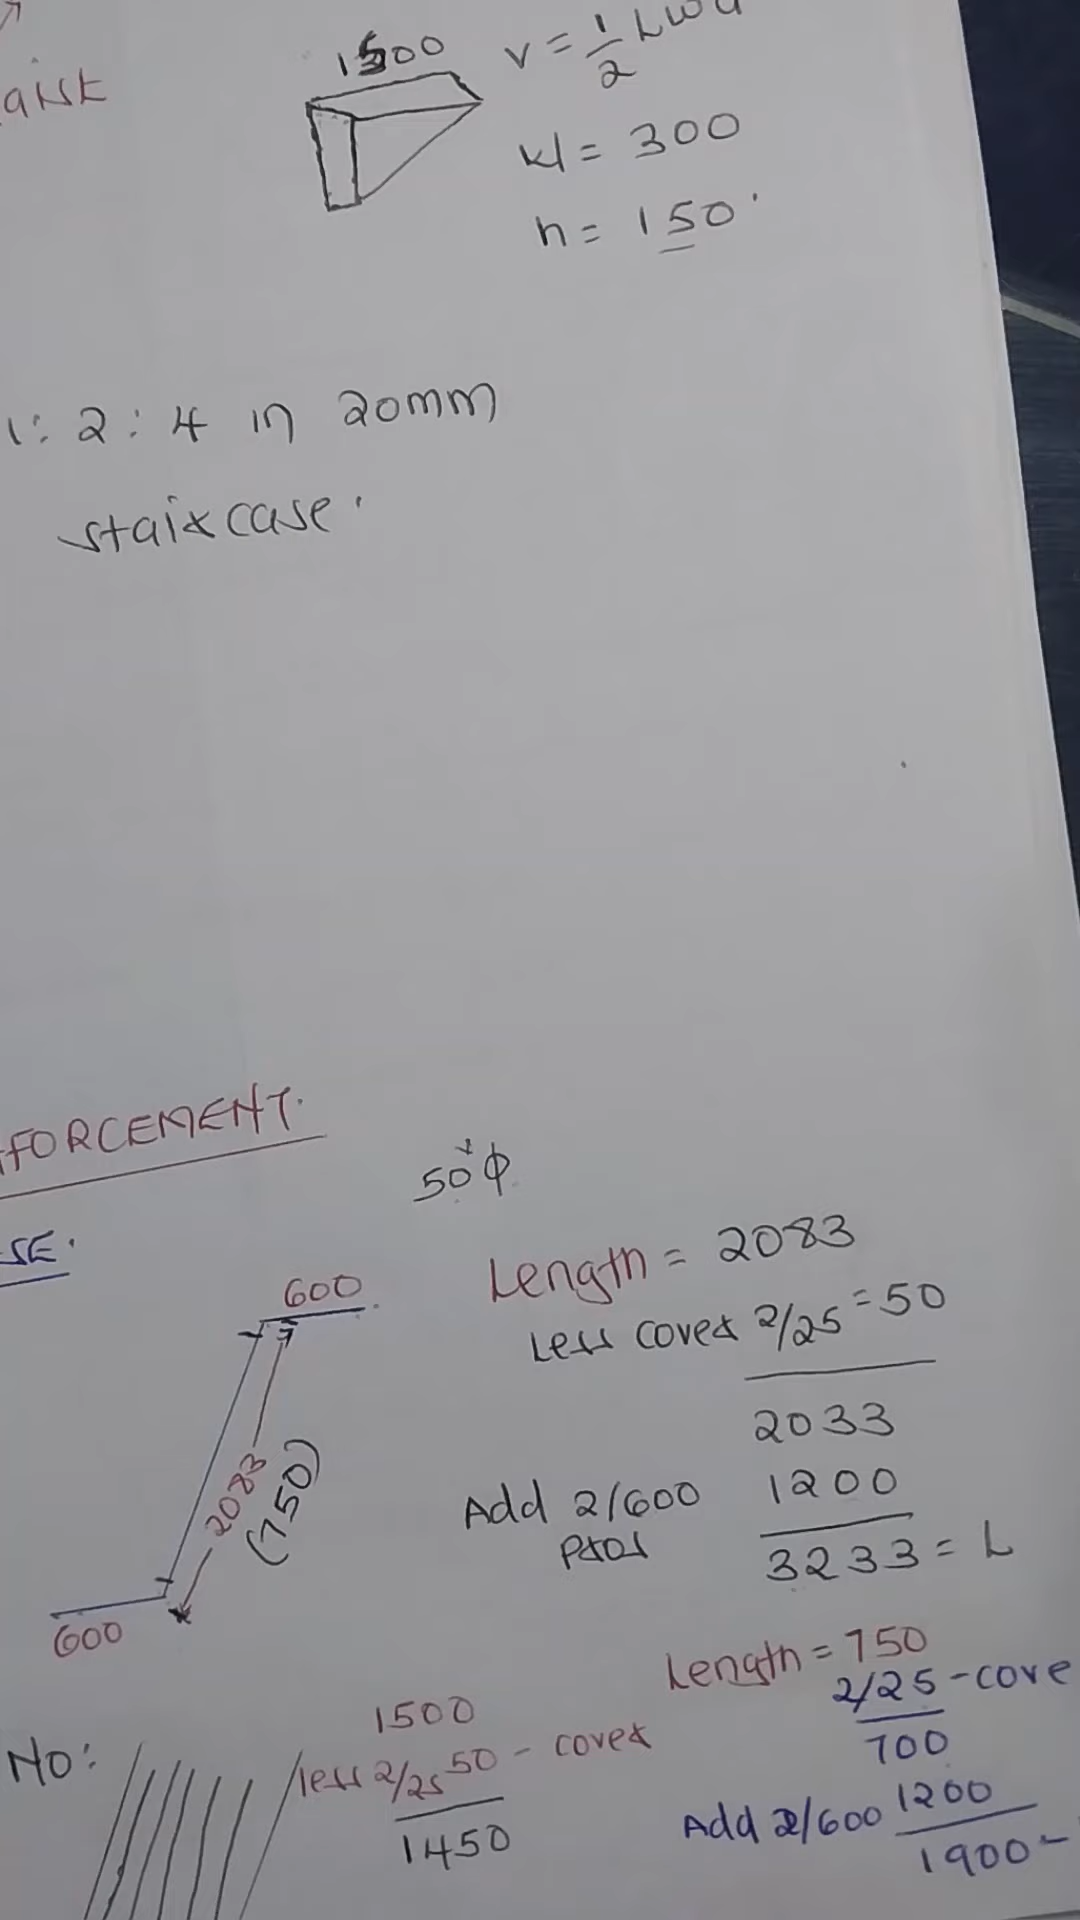 1500
V = 1/2 LWd
W = 300
h = 150
1:2:4 in 20mm
staircase.
FORCEMENT.
50φ
SE.
600
Length = 2083
Less cover 2/25 = 50
2033
Add 2/600 1200
3233 = L
2083
(750)
600
Length = 750
2/25 - cove
700
Add 2/600 1200
1900
No:
1500
less 2/25 50 - cover
1450